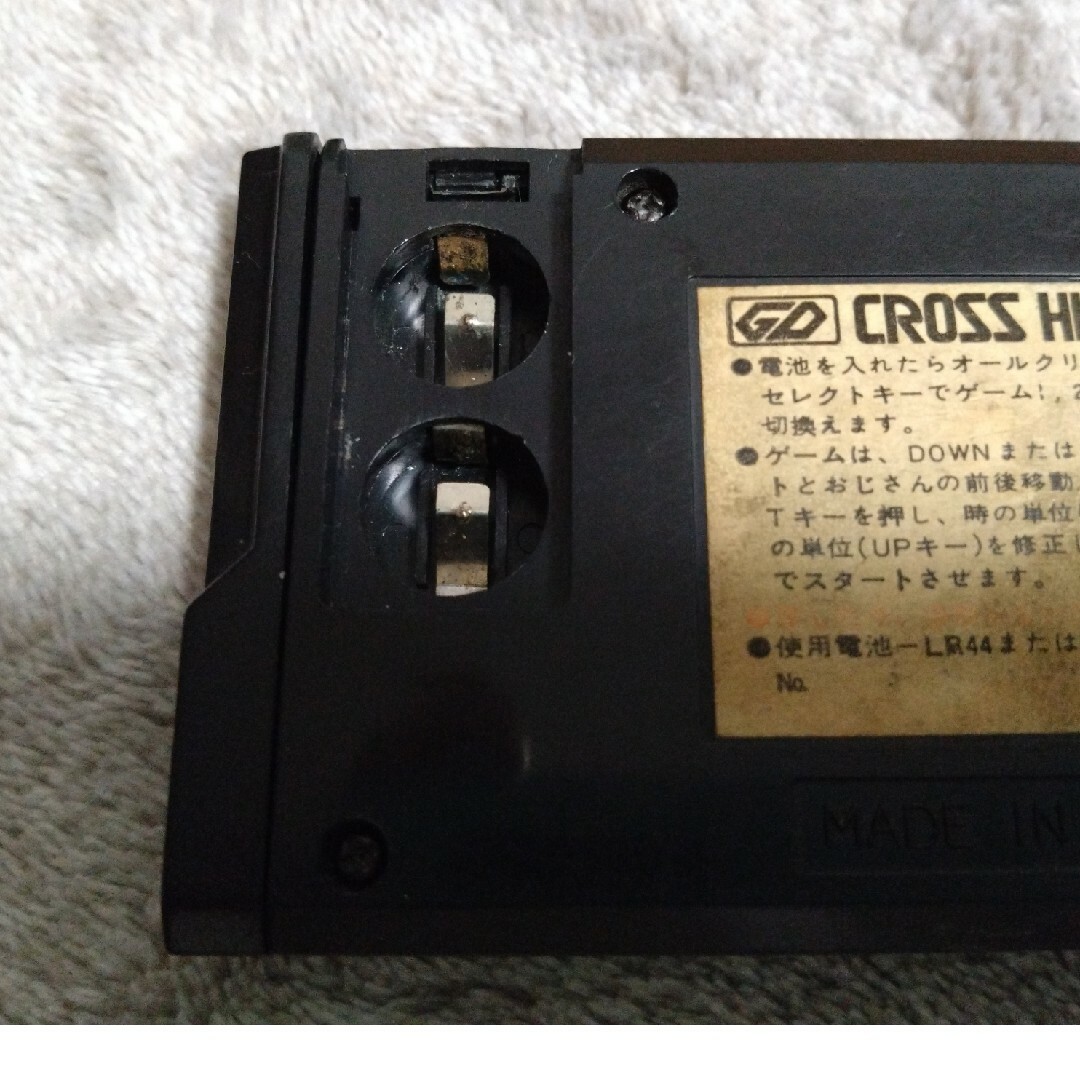 GD CROSS HI
●電池を入れたらオールクリ
セレクトキーでゲーム1,2
切換えます。
●ゲームは、DOWNまたは
トとおじさんの前後移動
Tキーを押し、時の単位
の単位(UPキー)を修正し
でスタートさせます。
●使用電池－LR44または
No.
MADE IN